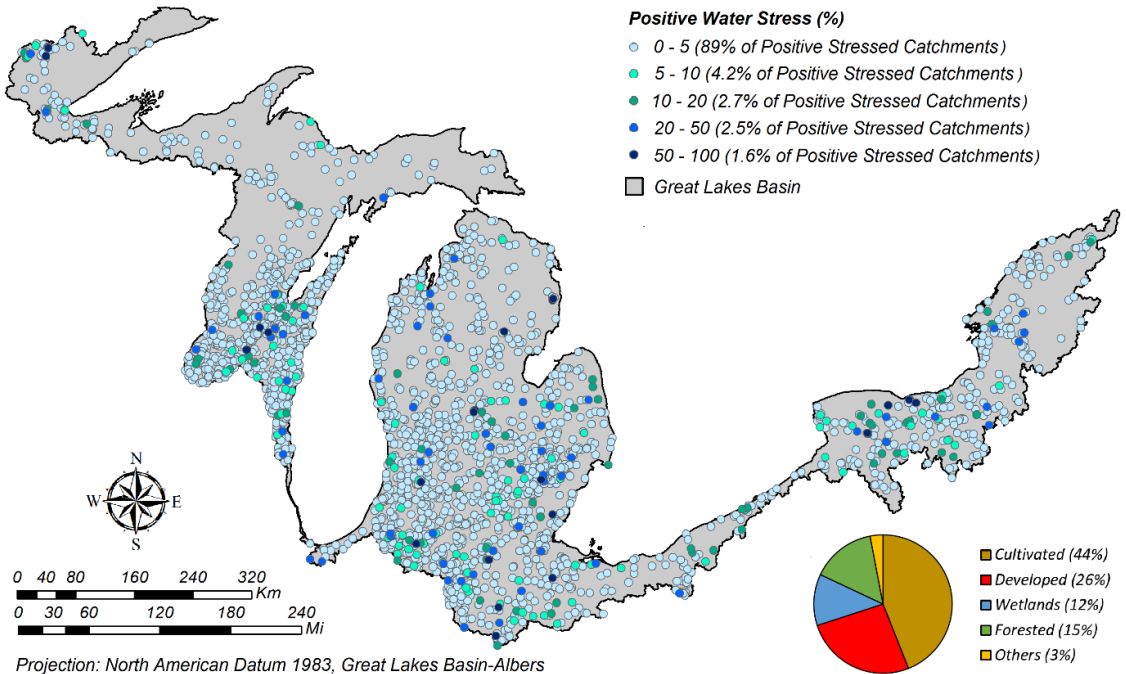 Positive Water Stress (%)
0 - 5 (89% of Positive Stressed Catchments)
5 - 10 (4.2% of Positive Stressed Catchments)
10 - 20 (2.7% of Positive Stressed Catchments)
20 - 50 (2.5% of Positive Stressed Catchments)
50 - 100 (1.6% of Positive Stressed Catchments)
Great Lakes Basin
N
W E
S
0 40 80 160 240 320
Km
0 30 60 120 180 240
Mi
Projection: North American Datum 1983, Great Lakes Basin-Albers
Cultivated (44%)
Developed (26%)
Wetlands (12%)
Forested (15%)
Others (3%)